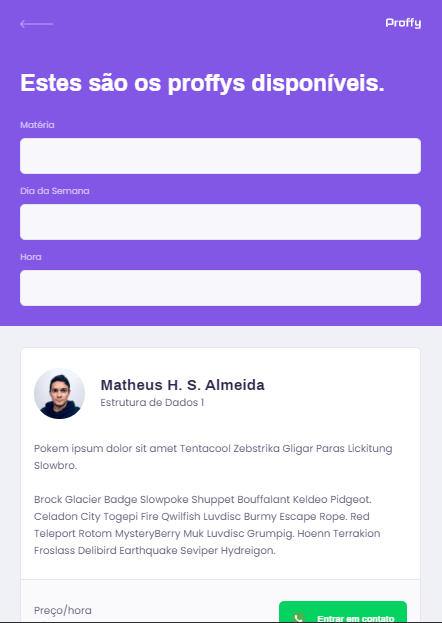 Proffy
Estes são os proffys disponíveis.
Matéria
Dia da Semana
Hora
Matheus H. S. Almeida
Estrutura de Dados 1
Pokem ipsum dolor sit amet Tentacool Zebstrika Gligar Paras Lickitung
Slowbro.
Brock Glacier Badge Slowpoke Shuppet Bouffalant Keldeo Pidgeot.
Celadon City Togepi Fire Qwilfish Luvdisc Burmy Escape Rope. Red
Teleport Rotom MysteryBerry Muk Luvdisc Grumpig. Hoenn Terrakion
Froslass Delibird Earthquake Seviper Hydreigon.
Preço/hora
Entrar em contato